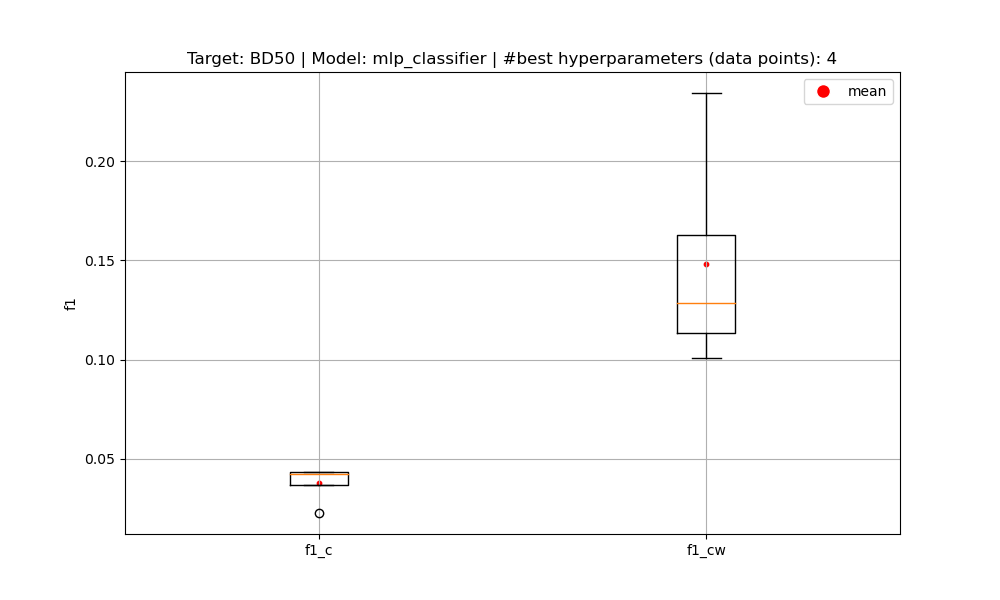 Target: BD50 | Model: mlp_classifier | #best hyperparameters (data points): 4
mean
0.20
0.15
0.10
0.05
f1
f1_c
f1_cw